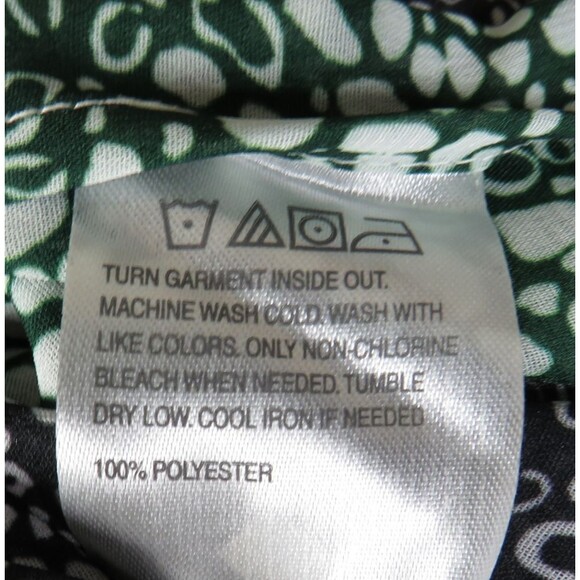 TURN GARMENT INSIDE OUT.
MACHINE WASH COLD. WASH WITH
LIKE COLORS. ONLY NON-CHLORINE
BLEACH WHEN NEEDED. TUMBLE
DRY LOW. COOL IRON IF NEEDED
100% POLYESTER